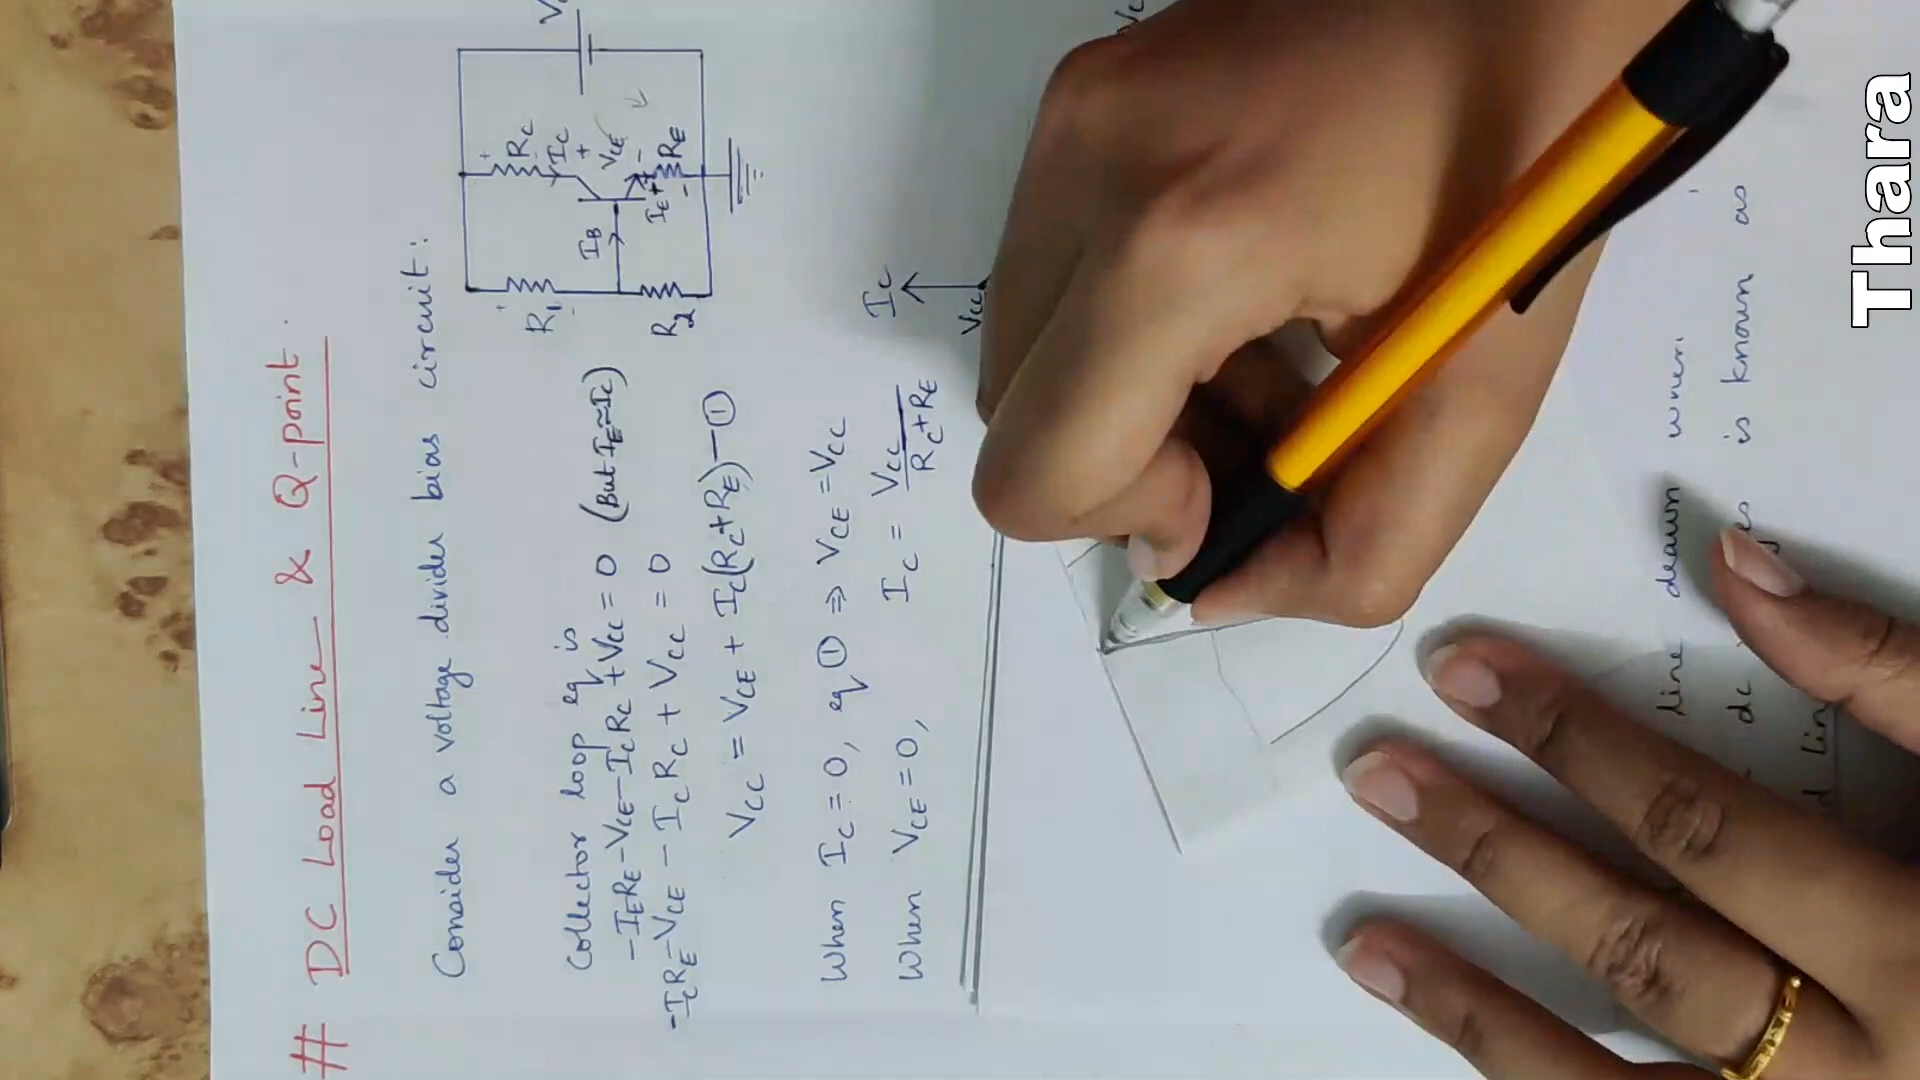 # DC Load Line & Q-point.
Consider a voltage divider bias circuit:
Collector loop eq is
-IERE-VCE-ICRC+VCC=0 (But IE≈IC)
-ICRE-VCE-ICRC+VCC=0
VCC=VCE+IC(RC+RE)-①
When IC=0, eq ①⇒VCE=VCC
When VCE=0, IC=VCC/RC+RE
R1
R2
RC
IC
+
VCE
-
IB
IE
RE
IC
VCC
line drawn when
dc is known as
Thara